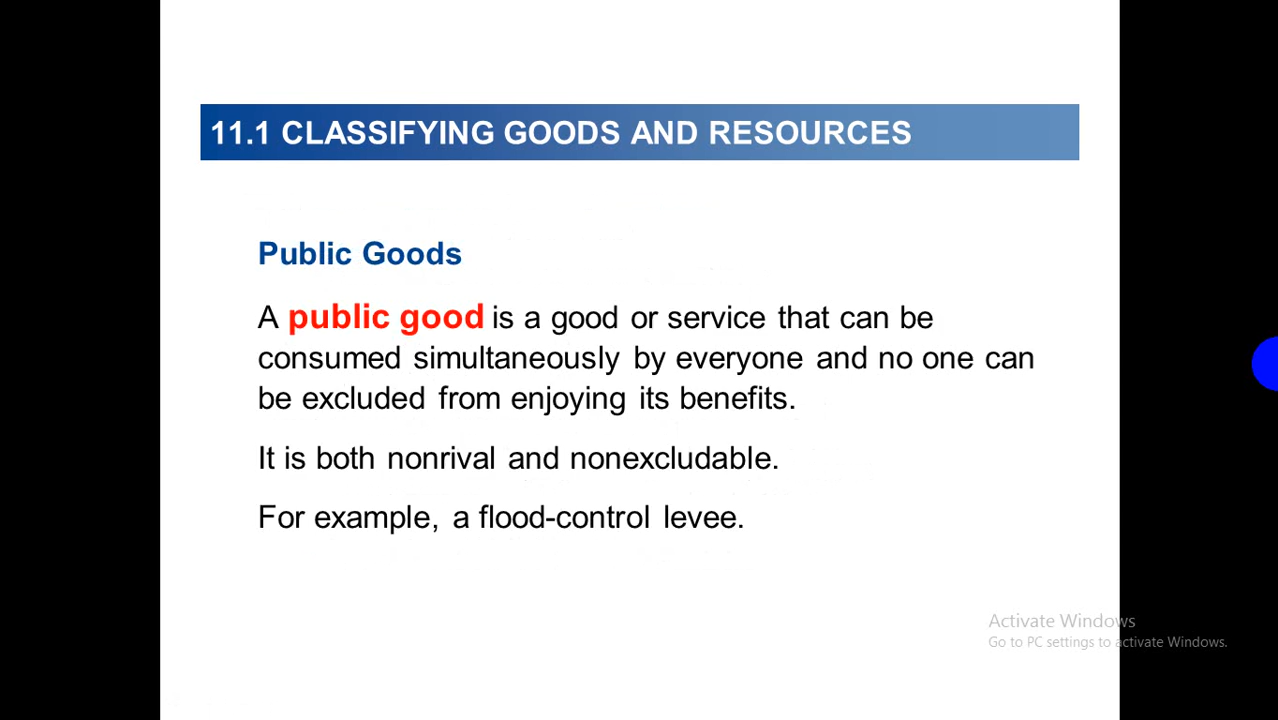 11.1 CLASSIFYING GOODS AND RESOURCES
Public Goods
A public good is a good or service that can be
consumed simultaneously by everyone and no one can
be excluded from enjoying its benefits.
It is both nonrival and nonexcludable.
For example, a flood-control levee.
Activate Windows
Go to PC settings to activate Windows.